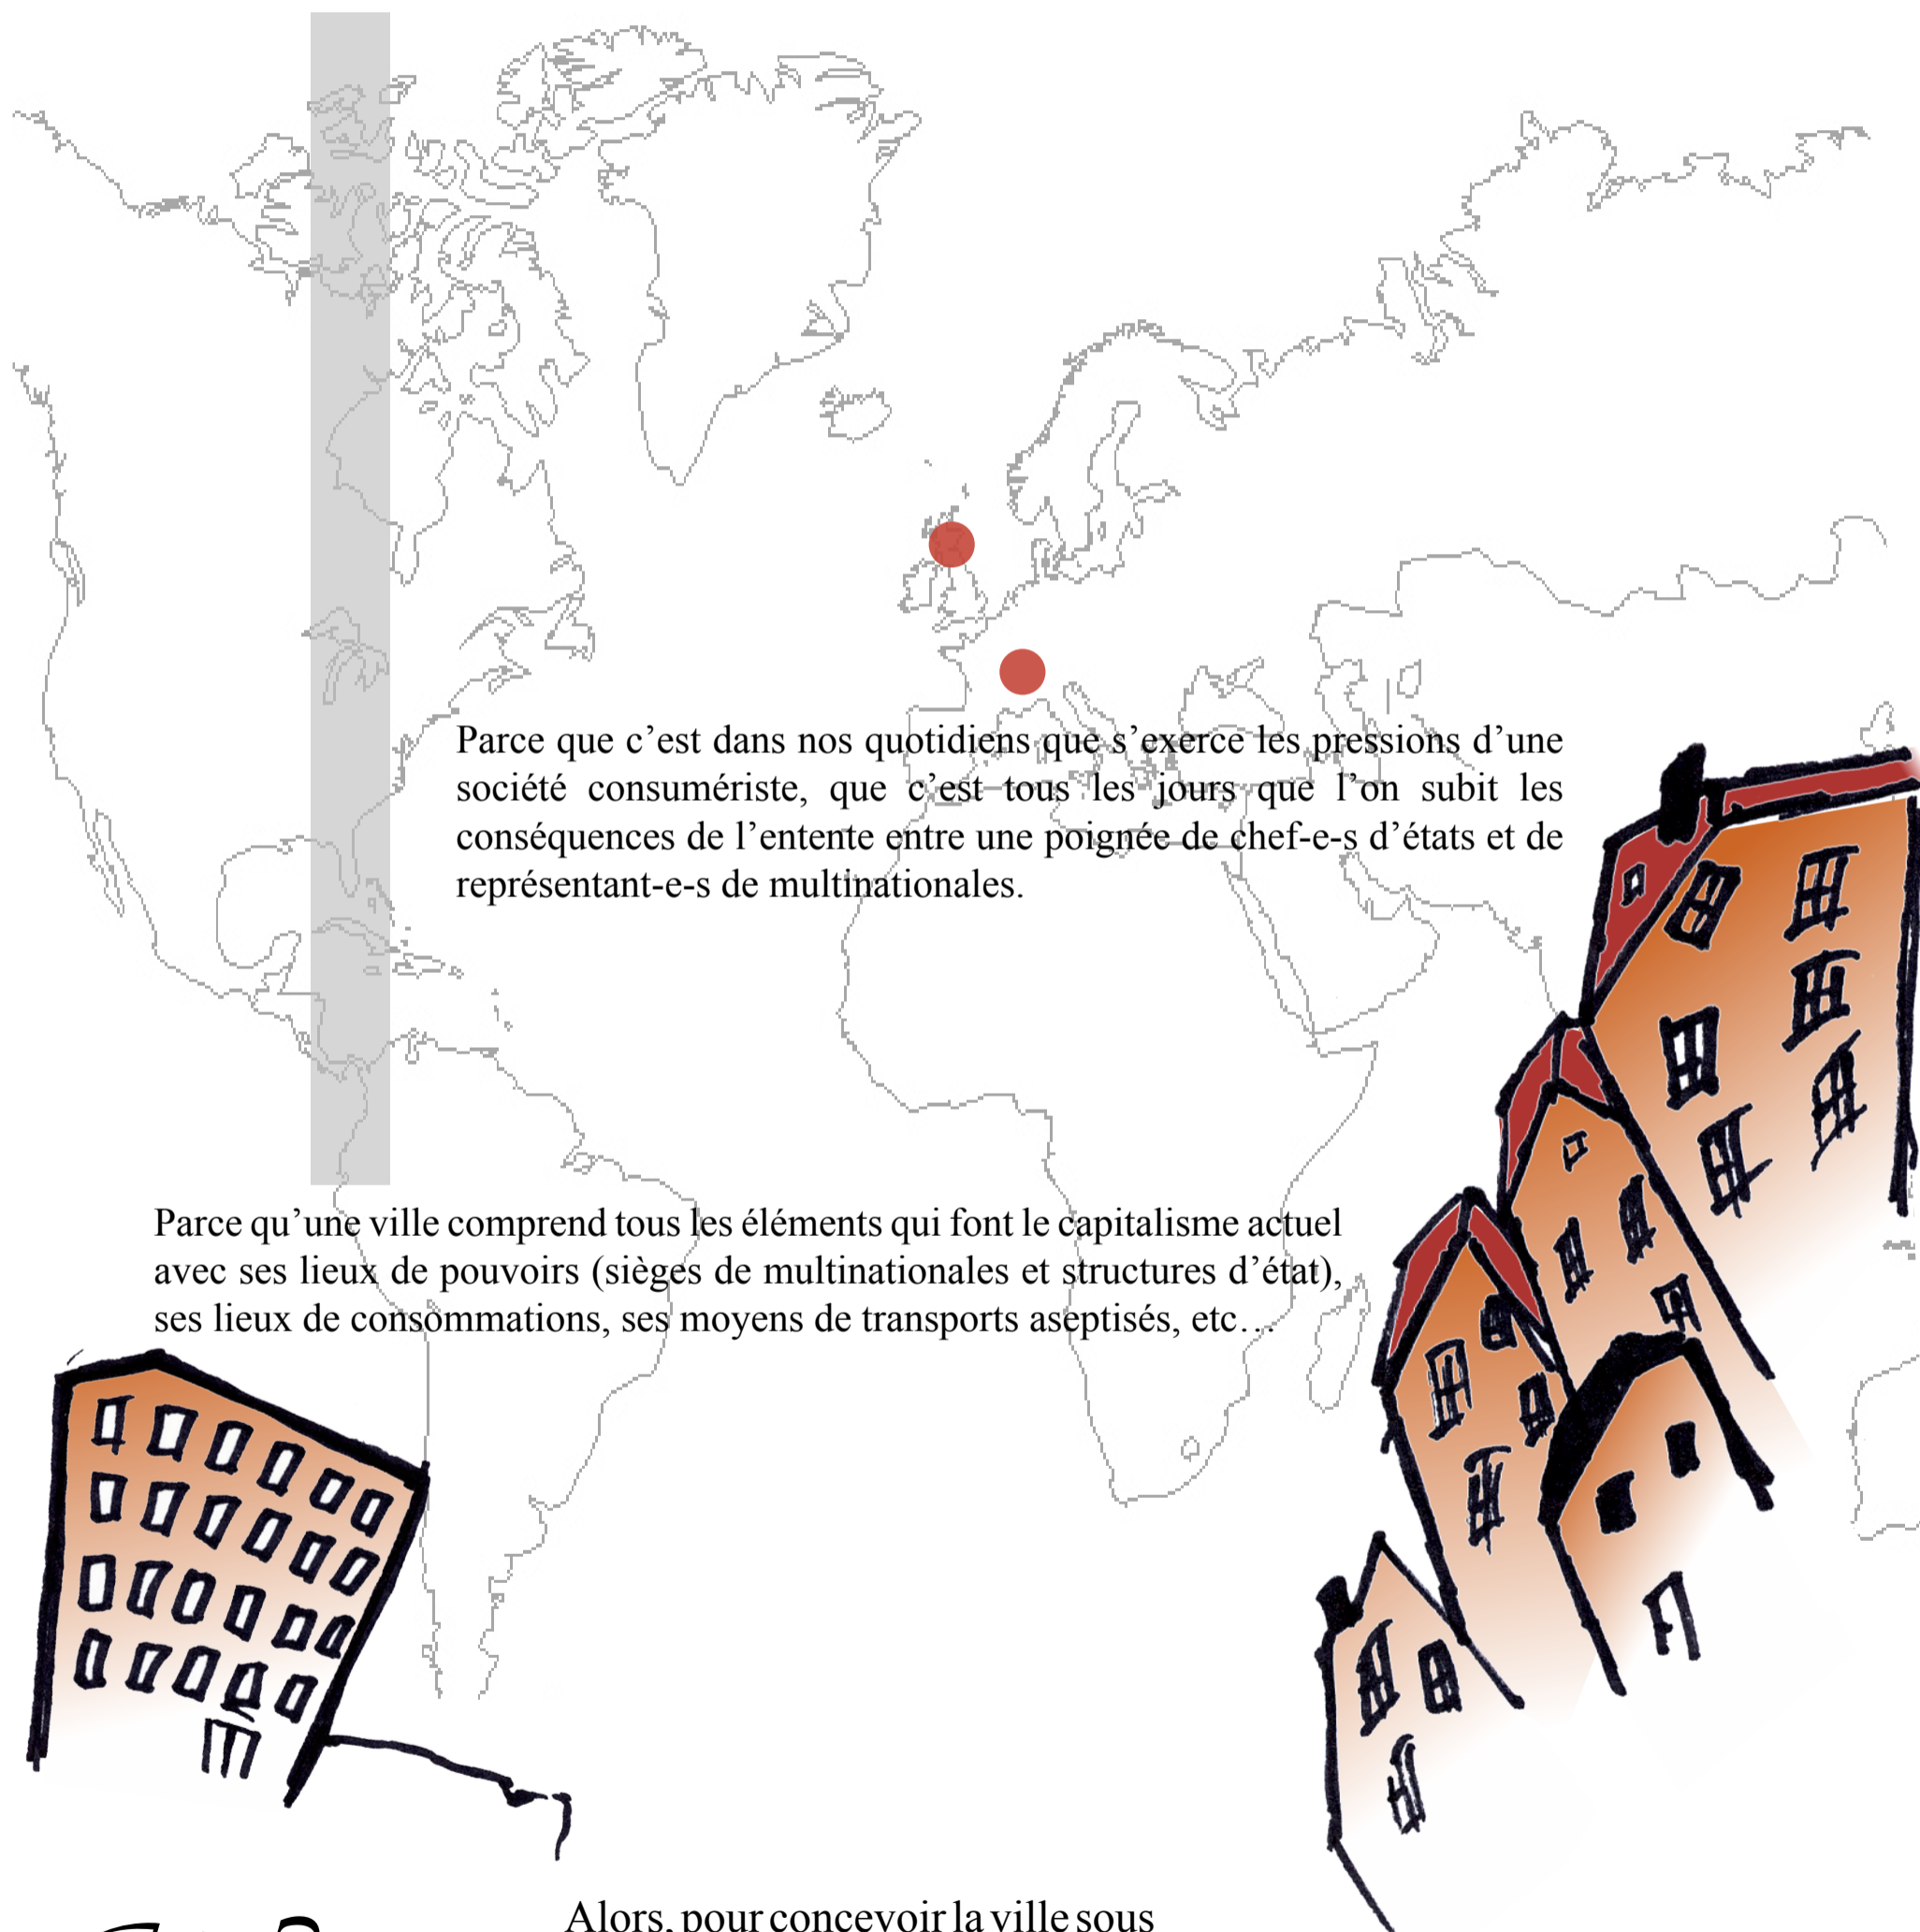 Parce que c’est dans nos quotidiens que s’exerce les pressions d’une
société consumériste, que c’est tous les jours que l’on subit les
conséquences de l’entente entre une poignée de chef-e-s d’états et de
représentant-e-s de multinationales.
Parce qu’une ville comprend tous les éléments qui font le capitalisme actuel
avec ses lieux de pouvoirs (sièges de multinationales et structures d’état),
ses lieux de consommations, ses moyens de transports aseptisés, etc…
Alors, pour concevoir la ville sous